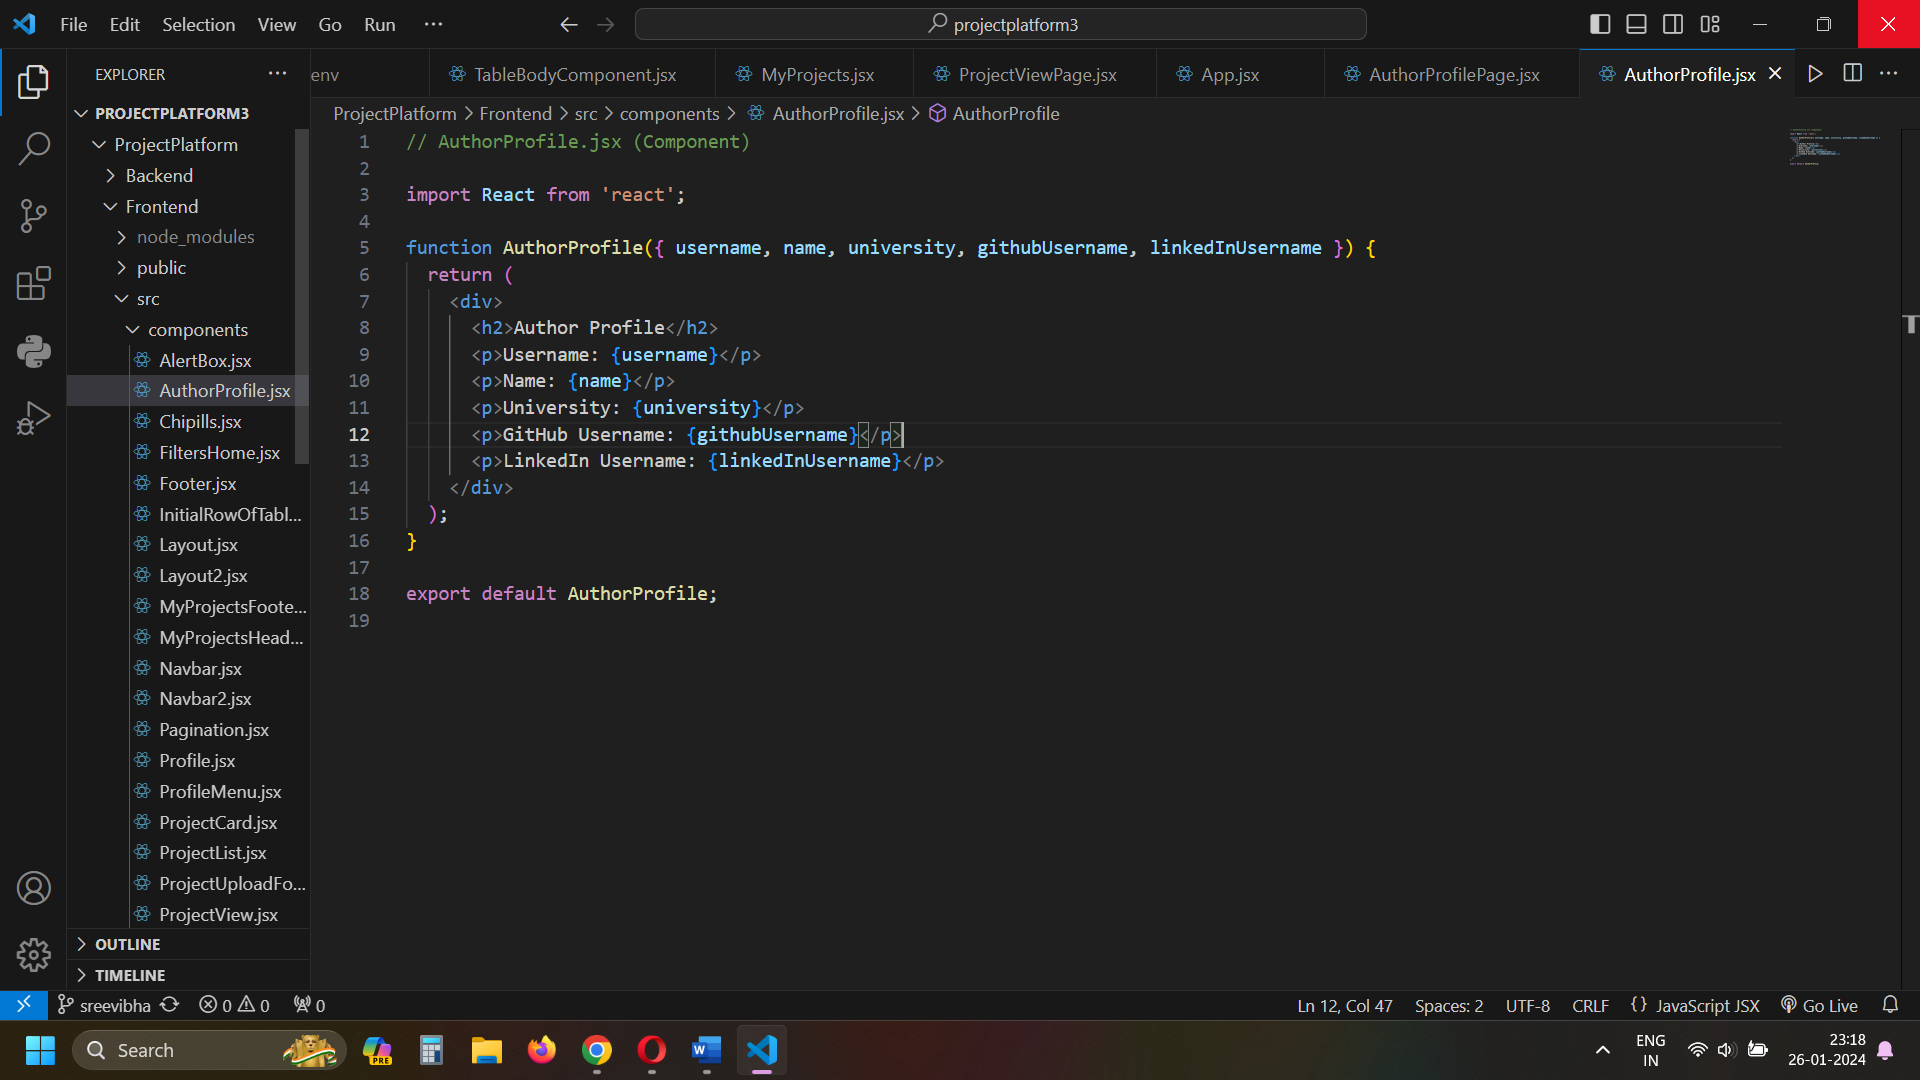 File Edit Selection View Go Run ···
projectplatform3
EXPLORER
env
TableBodyComponent.jsx
MyProjects.jsx
ProjectViewPage.jsx
App.jsx
AuthorProfilePage.jsx
AuthorProfile.jsx
ProjectPlatform > Frontend > src > components > AuthorProfile.jsx > AuthorProfile
PROJECTPLATFORM3
ProjectPlatform
Backend
Frontend
node_modules
public
src
components
AlertBox.jsx
AuthorProfile.jsx
Chipills.jsx
FiltersHome.jsx
Footer.jsx
InitialRowOfTabl...
Layout.jsx
Layout2.jsx
MyProjectsFoote...
MyProjectsHead...
Navbar.jsx
Navbar2.jsx
Pagination.jsx
Profile.jsx
ProfileMenu.jsx
ProjectCard.jsx
ProjectList.jsx
ProjectUploadFo...
ProjectView.jsx
OUTLINE
TIMELINE
1 // AuthorProfile.jsx (Component)
2
3 import React from 'react';
4
5 function AuthorProfile({ username, name, university, githubUsername, linkedInUsername }) {
6 return (
7 <div>
8 <h2>Author Profile</h2>
9 <p>Username: {username}</p>
10 <p>Name: {name}</p>
11 <p>University: {university}</p>
12 <p>GitHub Username: {githubUsername}</p>
13 <p>LinkedIn Username: {linkedInUsername}</p>
14 </div>
15 );
16 }
17
18 export default AuthorProfile;
19
sreevibha 0 0 0
Ln 12, Col 47 Spaces: 2 UTF-8 CRLF {} JavaScript JSX Go Live
Search
PRE
ENG
IN
23:18
26-01-2024